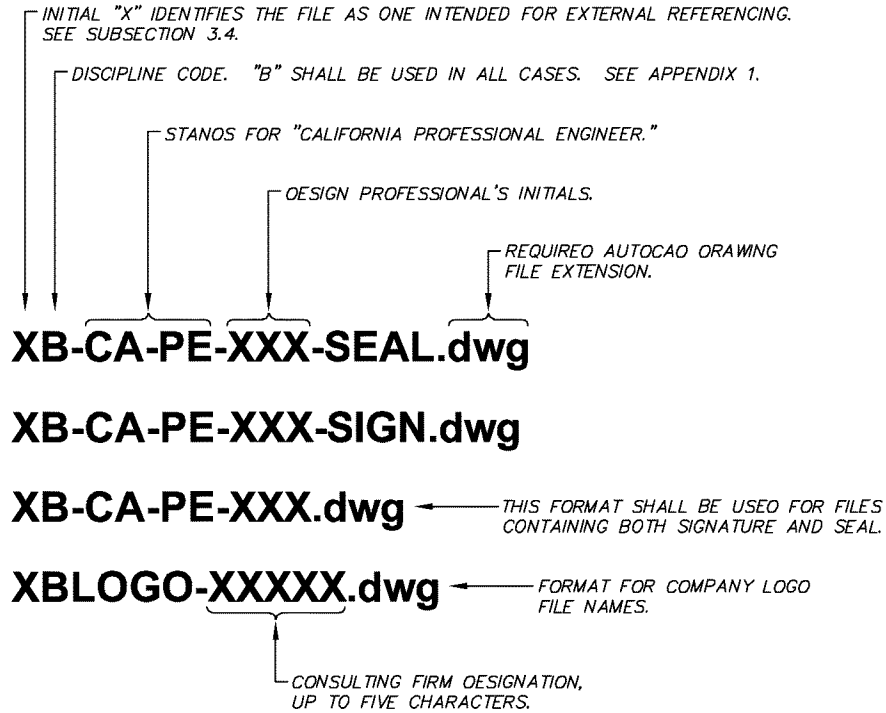 INITIAL "X" IDENTIFIES THE FILE AS ONE INTENDED FOR EXTERNAL REFERENCING.
SEE SUBSECTION 3.4.
DISCIPLINE CODE. "B" SHALL BE USED IN ALL CASES. SEE APPENDIX 1.
STANOS FOR "CALIFORNIA PROFESSIONAL ENGINEER."
OESIGN PROFESSIONAL'S INITIALS.
REQUIREO AUTOCAO ORAWING
FILE EXTENSION.
XB-CA-PE-XXX-SEAL.dwg
XB-CA-PE-XXX-SIGN.dwg
XB-CA-PE-XXX.dwg
THIS FORMAT SHALL BE USEO FOR FILES
CONTAINING BOTH SIGNATURE AND SEAL.
XBLOGO-XXXXX.dwg
FORMAT FOR COMPANY LOGO
FILE NAMES.
CONSULTING FIRM OESIGNATION,
UP TO FIVE CHARACTERS.